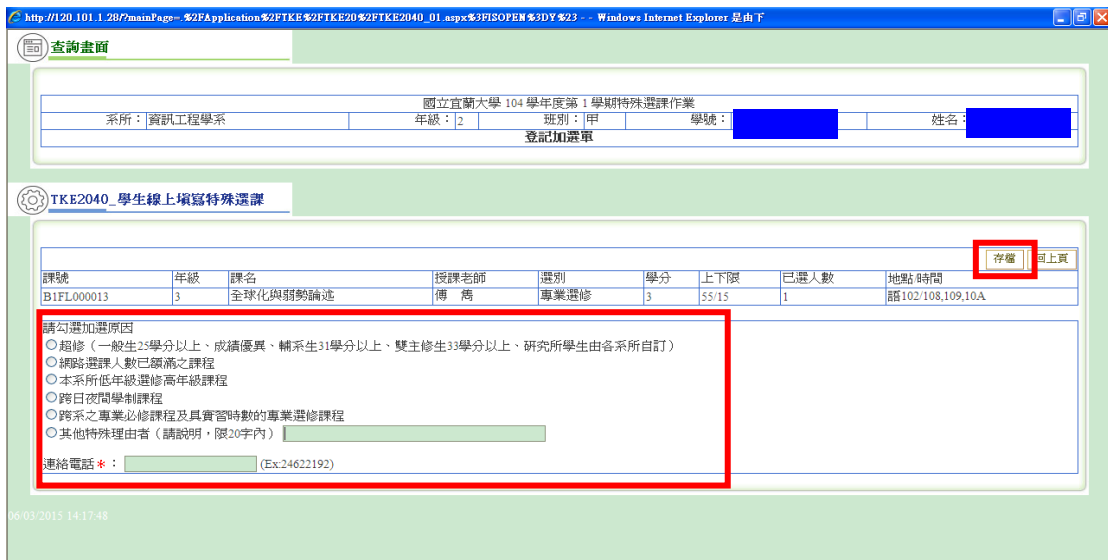 http://120.101.1.28/?mainPage=.%2FApplication%2FTKE%2FTKE20%2FTKE2040_01.aspx%3FISOPEN%3DY%23 - - Windows Internet Explorer 是由下
查詢畫面
國立宜蘭大學 104 學年度第 1 學期特殊選課作業
系所： 資訊工程學系 年級： 2 班別： 甲 學號： 姓名：
登記加選單
TKE2040_學生線上填寫特殊選課
存檔 回上頁
課號 年級 課名 授課老師 選別 學分 上下限 已選人數 地點/時間
B1FL000013 3 全球化與弱勢論述 傅 雋 專業選修 3 55/15 1 語102/108,109,10A
請勾選加選原因
超修（一般生25學分以上、成績優異、輔系生31學分以上、雙主修生33學分以上、研究所學生由各系所自訂）
網路選課人數已額滿之課程
本系所低年級選修高年級課程
跨日夜間學制課程
跨系之專業必修課程及具實習時數的專業選修課程
其他特殊理由者（請說明，限20字內）
連絡電話＊： (Ex:24622192)
06/03/2015 14:17:48